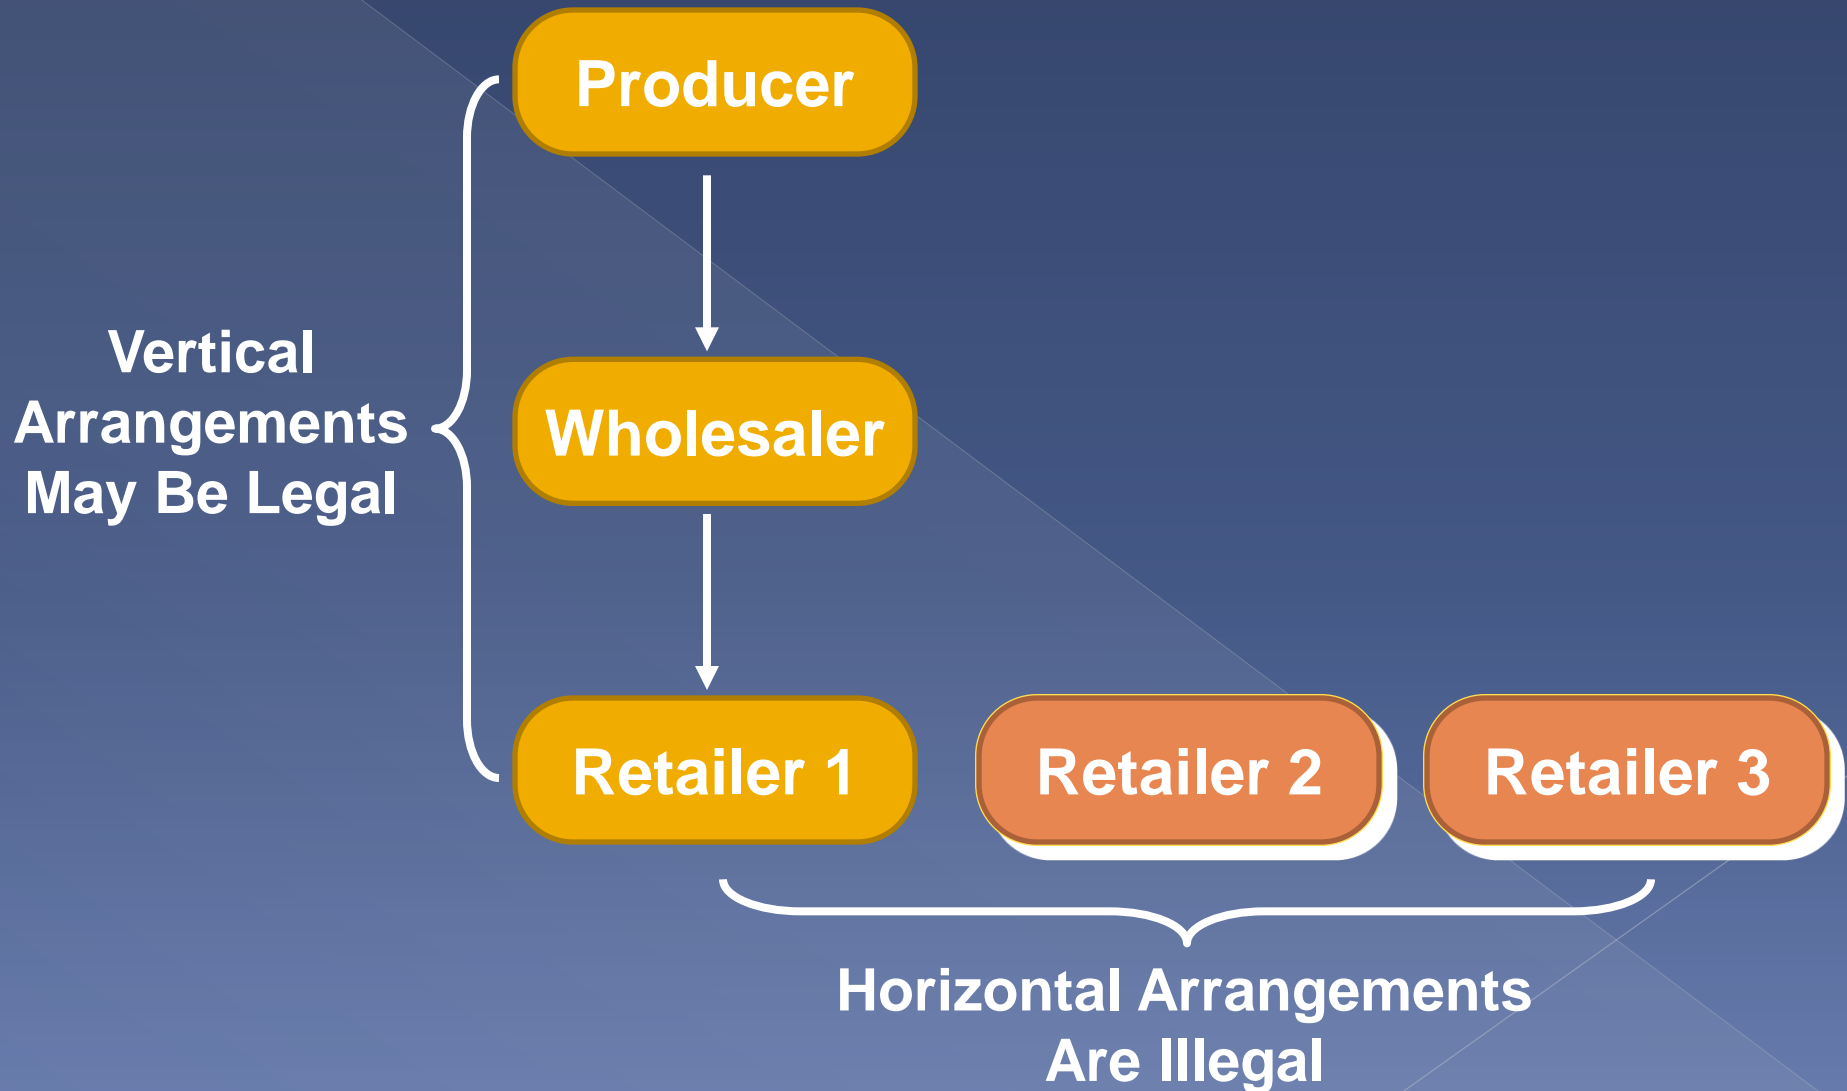 Producer
Vertical
Arrangements
May Be Legal
Wholesaler
Retailer 1
Retailer 2
Retailer 3
Horizontal Arrangements
Are Illegal